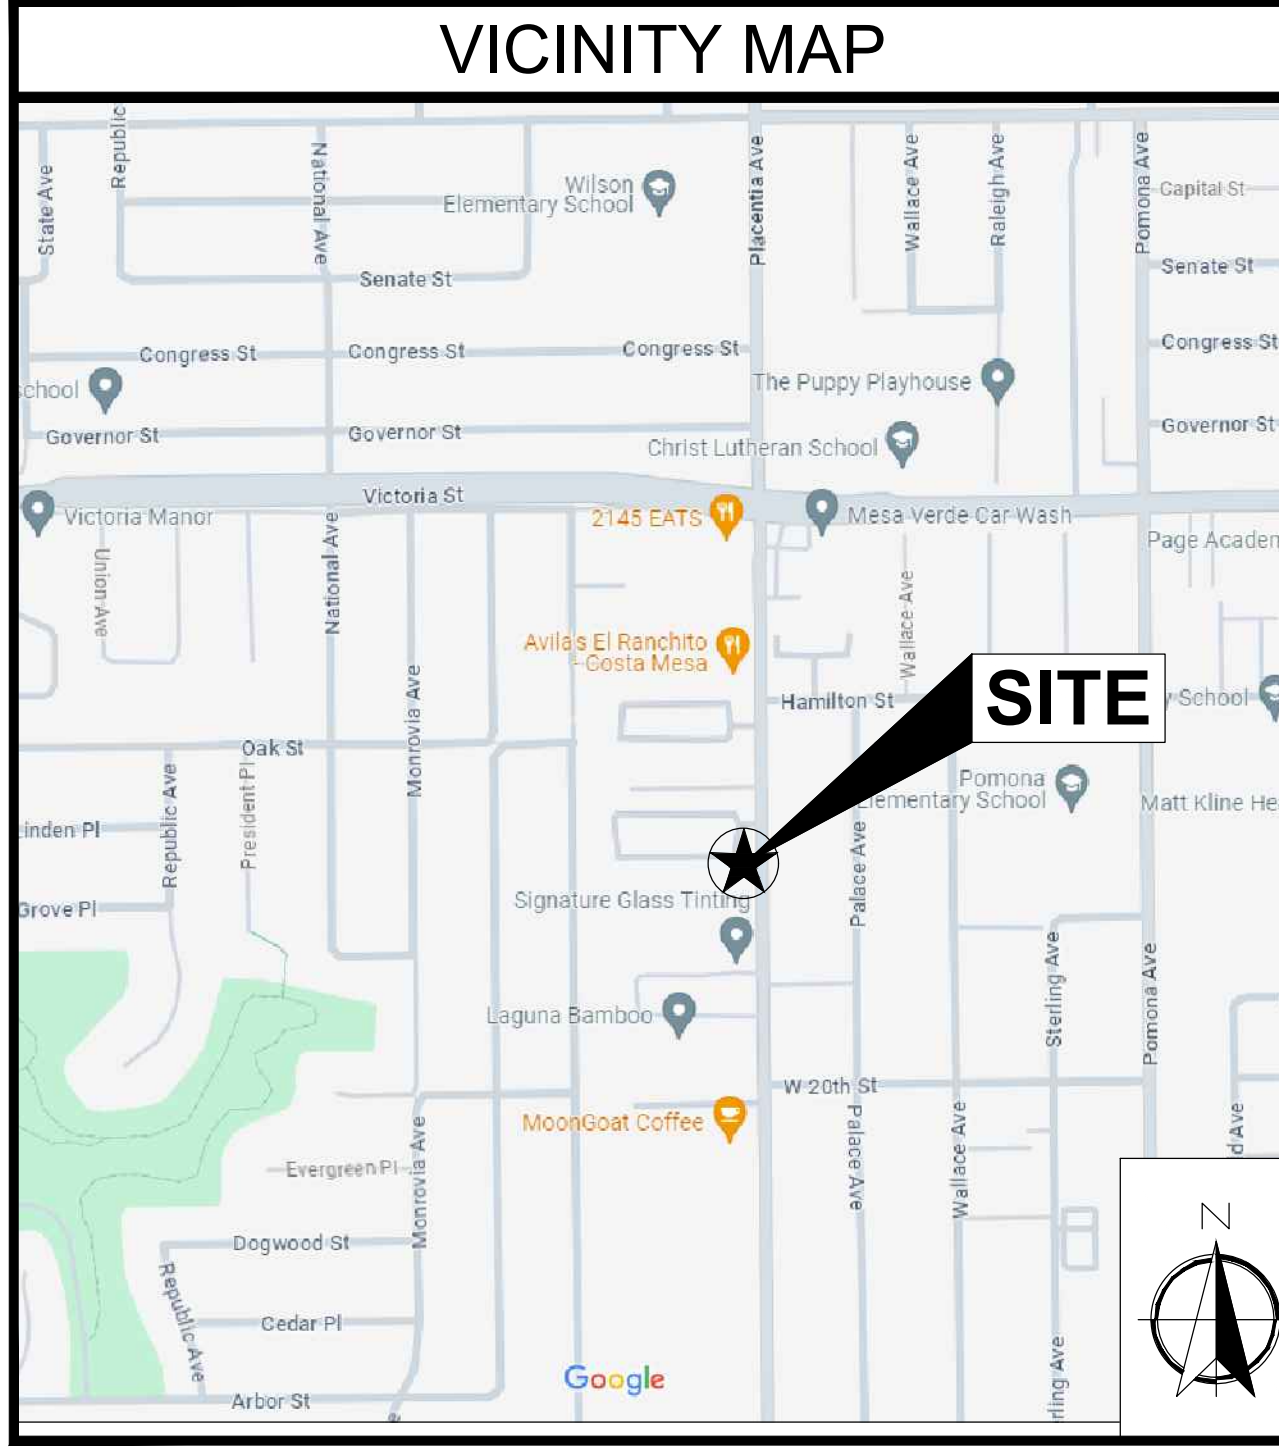 VICINITY MAP
Republic
State Ave
National Ave
Wilson
Elementary School
Placentia Ave
Wallace Ave
Raleigh Ave
Pomona Ave
Capital St
Senate St
Senate St
Congress St
Congress St
Congress St
Congress St
school
The Puppy Playhouse
Governor St
Governor St
Christ Lutheran School
Governor St
Victoria St
Victoria Manor
2145 EATS
Mesa Verde Car Wash
Page Academ
Union Ave
National Ave
Wallace Ave
Avila's El Ranchito
- Costa Mesa
Hamilton St
SITE
y School
Monrovia Ave
Oak St
Republic Ave
President Pl
Pomona
Elementary School
Matt Kline He
Linden Pl
Palace Ave
Signature Glass Tinting
Grove Pl
Sterling Ave
Pomona Ave
Laguna Bamboo
W 20th St
MoonGoat Coffee
Monrovia Ave
Palace Ave
Wallace Ave
d Ave
Evergreen Pl
N
Dogwood St
Republic Ave
Cedar Pl
Google
rling Ave
Arbor St
e